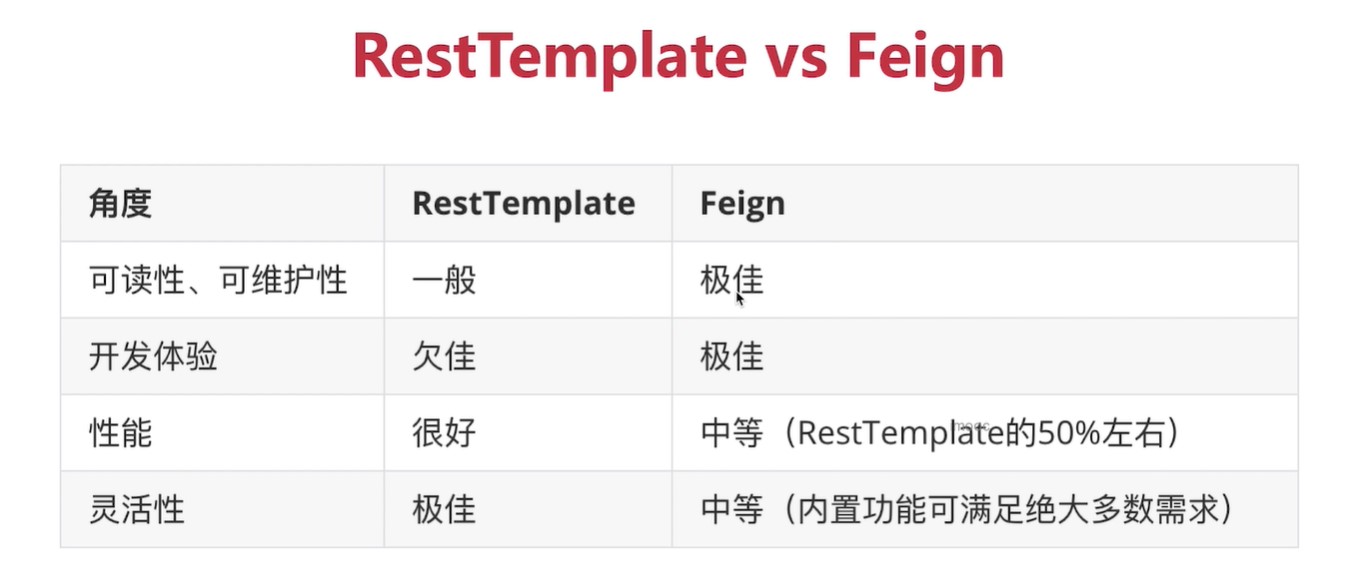 RestTemplate vs Feign
角度 RestTemplate Feign
可读性、可维护性 一般 极佳
开发体验 欠佳 极佳
性能 很好 中等（RestTemplate的50%左右）
灵活性 极佳 中等（内置功能可满足绝大多数需求）